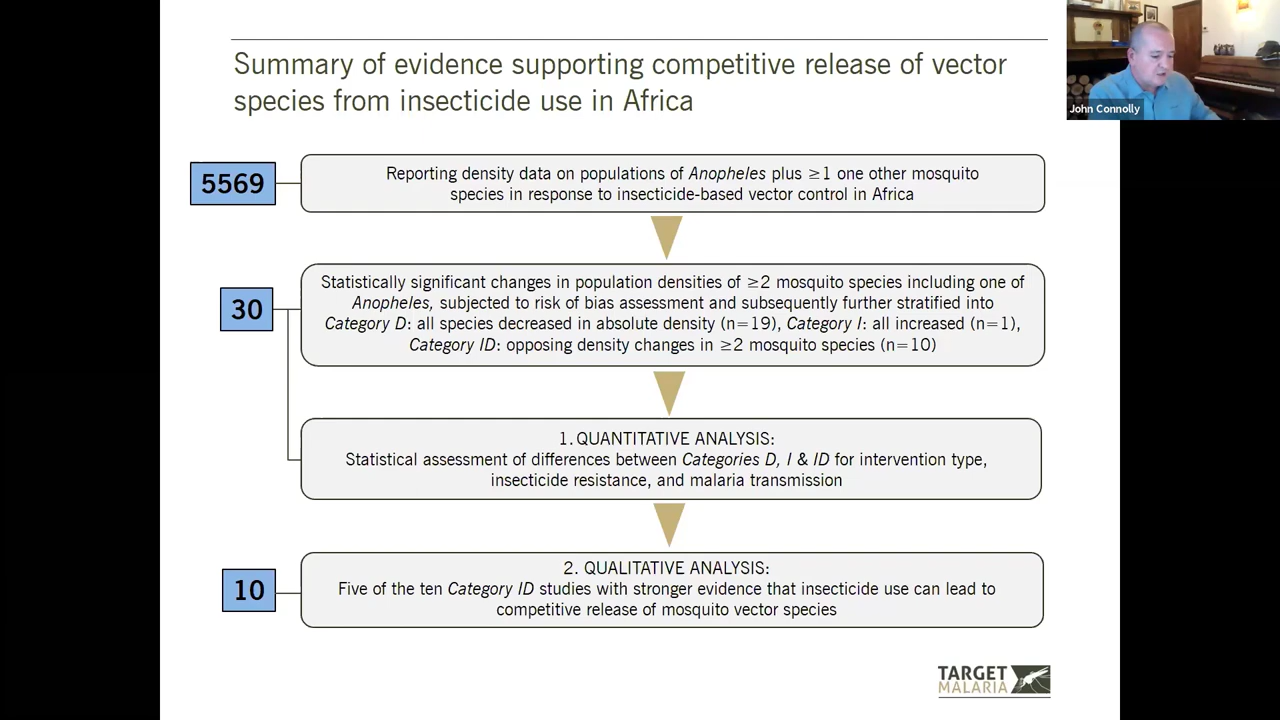 Summary of evidence supporting competitive release of vector
species from insecticide use in Africa
John Connolly
5569
Reporting density data on populations of Anopheles plus ≥1 one other mosquito
species in response to insecticide-based vector control in Africa
30
Statistically significant changes in population densities of ≥2 mosquito species including one of
Anopheles, subjected to risk of bias assessment and subsequently further stratified into
Category D: all species decreased in absolute density (n=19), Category I: all increased (n=1),
Category ID: opposing density changes in ≥2 mosquito species (n=10)
1. QUANTITATIVE ANALYSIS:
Statistical assessment of differences between Categories D, I & ID for intervention type,
insecticide resistance, and malaria transmission
10
2. QUALITATIVE ANALYSIS:
Five of the ten Category ID studies with stronger evidence that insecticide use can lead to
competitive release of mosquito vector species
TARGET
MALARIA